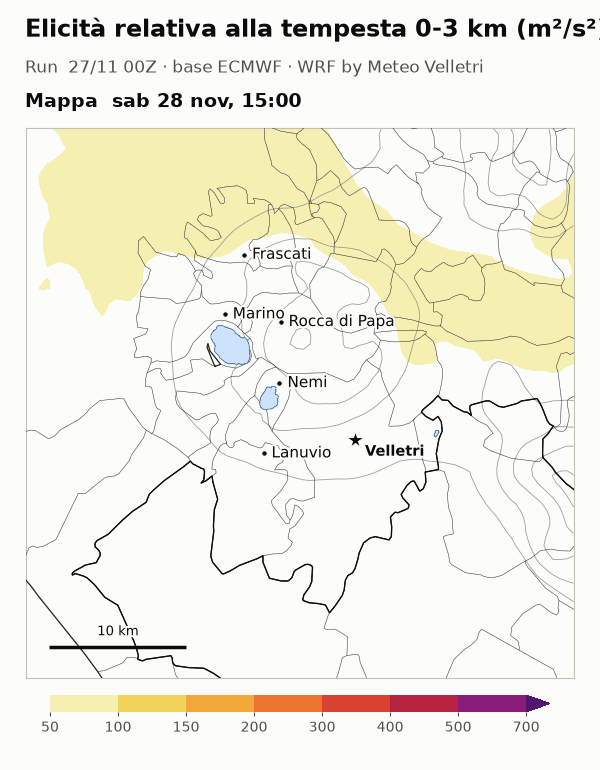 Elicità relativa alla tempesta 0-3 km (m²/s²)
Run 27/11 00Z · base ECMWF · WRF by Meteo Velletri
Mappa sab 28 nov, 15:00
Frascati
Marino
Rocca di Papa
Nemi
Velletri
Lanuvio
10 km
50 100 150 200 300 400 500 700